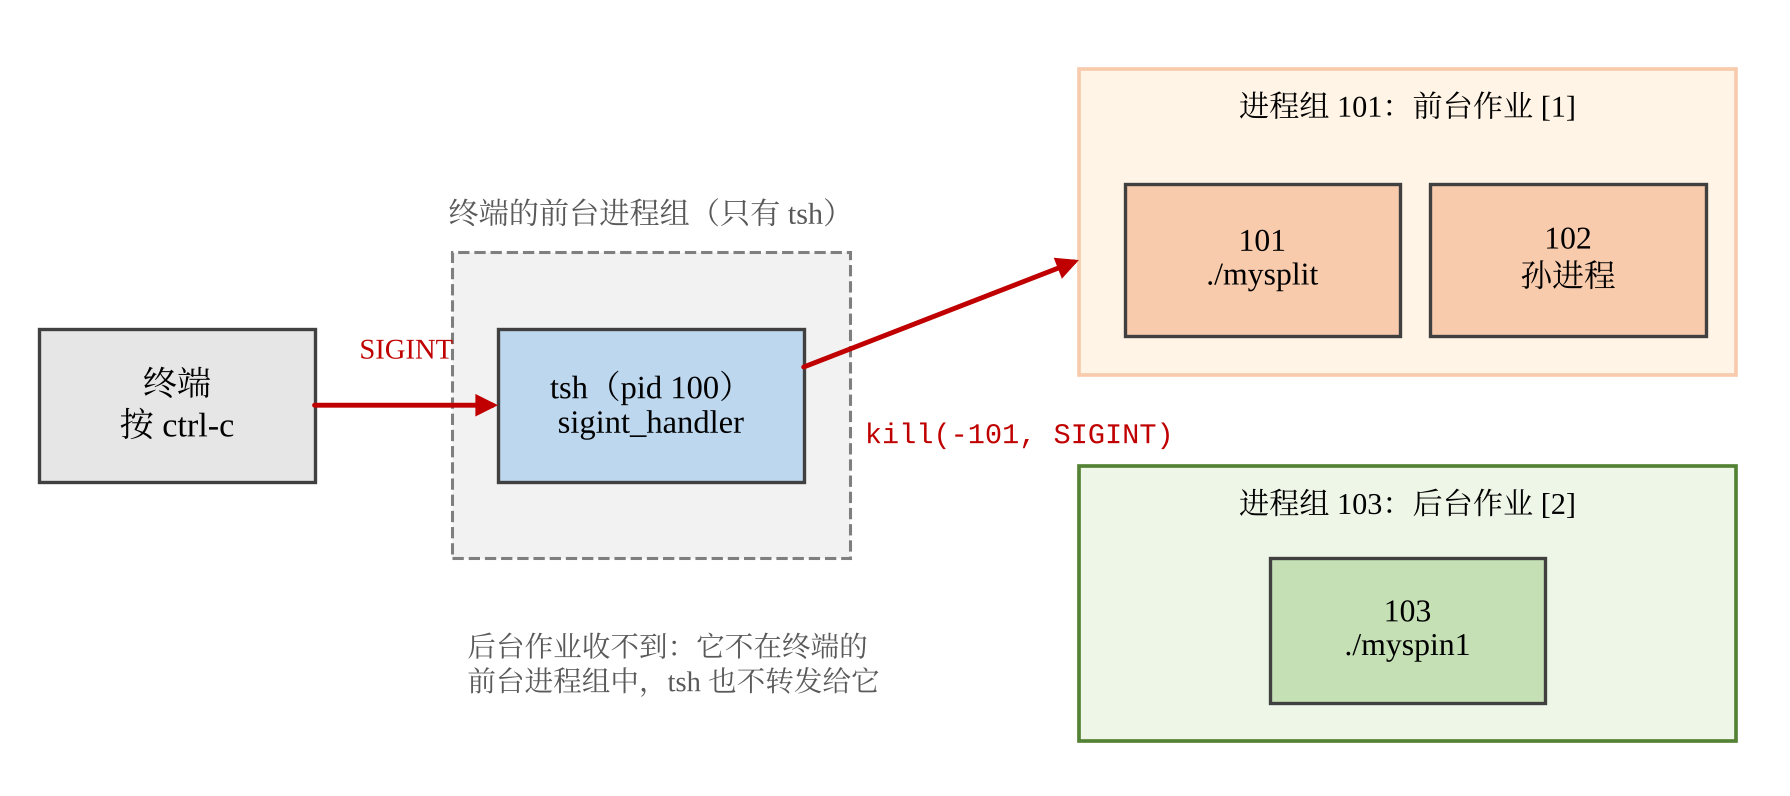 进程组 101：前台作业 [1]
101
./mysplit
102
孙进程
终端的前台进程组（只有 tsh）
SIGINT
终端
按 ctrl-c
tsh（pid 100）
sigint_handler
kill(-101, SIGINT)
进程组 103：后台作业 [2]
103
./myspin1
后台作业收不到：它不在终端的
前台进程组中，tsh 也不转发给它